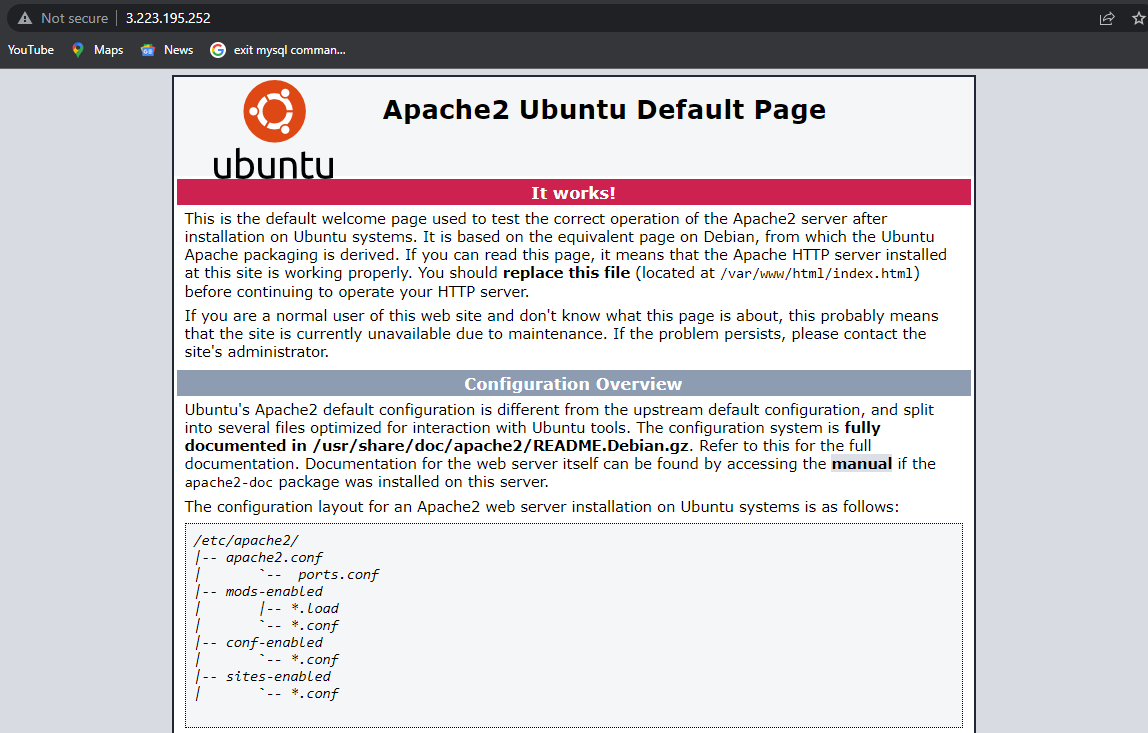 Not secure | 3.223.195.252
YouTube Maps News exit mysql comman...
ubuntu
Apache2 Ubuntu Default Page
It works!
This is the default welcome page used to test the correct operation of the Apache2 server after
installation on Ubuntu systems. It is based on the equivalent page on Debian, from which the Ubuntu
Apache packaging is derived. If you can read this page, it means that the Apache HTTP server installed
at this site is working properly. You should replace this file (located at /var/www/html/index.html)
before continuing to operate your HTTP server.
If you are a normal user of this web site and don't know what this page is about, this probably means
that the site is currently unavailable due to maintenance. If the problem persists, please contact the
site's administrator.
Configuration Overview
Ubuntu's Apache2 default configuration is different from the upstream default configuration, and split
into several files optimized for interaction with Ubuntu tools. The configuration system is fully
documented in /usr/share/doc/apache2/README.Debian.gz. Refer to this for the full
documentation. Documentation for the web server itself can be found by accessing the manual if the
apache2-doc package was installed on this server.
The configuration layout for an Apache2 web server installation on Ubuntu systems is as follows:
/etc/apache2/
|-- apache2.conf
|       `--  ports.conf
|-- mods-enabled
|       |-- *.load
|       `-- *.conf
|-- conf-enabled
|       `-- *.conf
|-- sites-enabled
|       `-- *.conf